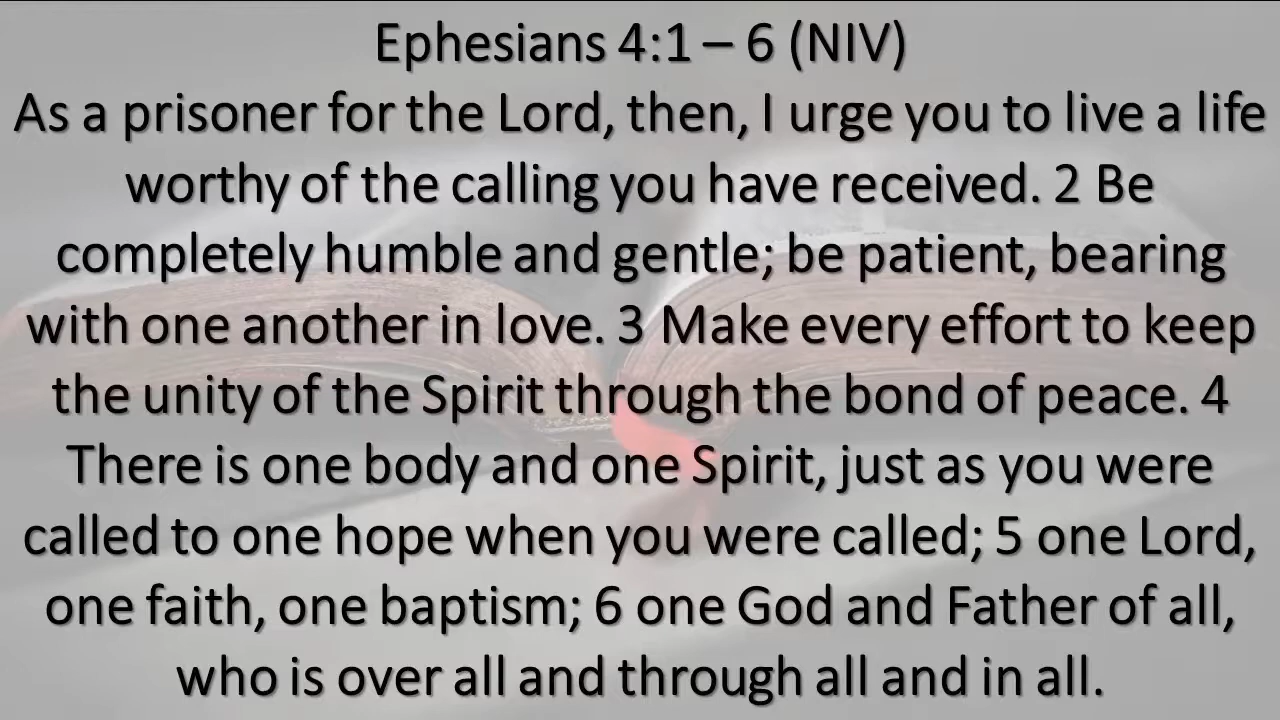 Ephesians 4:1 – 6 (NIV)
As a prisoner for the Lord, then, I urge you to live a life
worthy of the calling you have received. 2 Be
completely humble and gentle; be patient, bearing
with one another in love. 3 Make every effort to keep
the unity of the Spirit through the bond of peace. 4
There is one body and one Spirit, just as you were
called to one hope when you were called; 5 one Lord,
one faith, one baptism; 6 one God and Father of all,
who is over all and through all and in all.